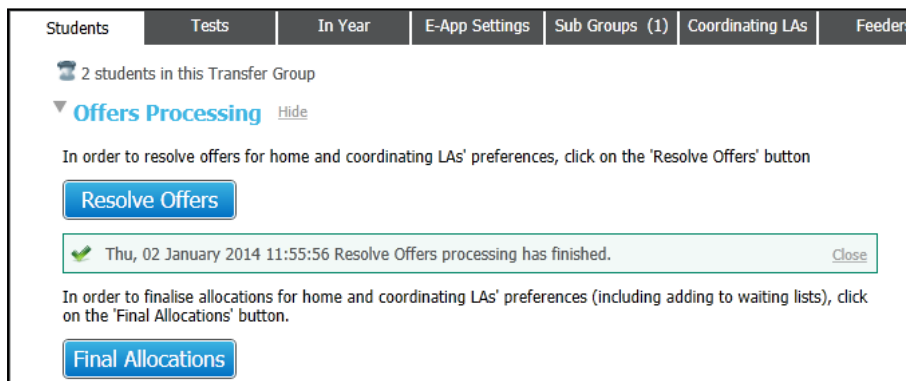 Students Tests In Year E-App Settings Sub Groups (1) Coordinating LAs Feeders
2 students in this Transfer Group
Offers Processing Hide
In order to resolve offers for home and coordinating LAs' preferences, click on the 'Resolve Offers' button
Resolve Offers
Thu, 02 January 2014 11:55:56 Resolve Offers processing has finished. Close
In order to finalise allocations for home and coordinating LAs' preferences (including adding to waiting lists), click
on the 'Final Allocations' button.
Final Allocations